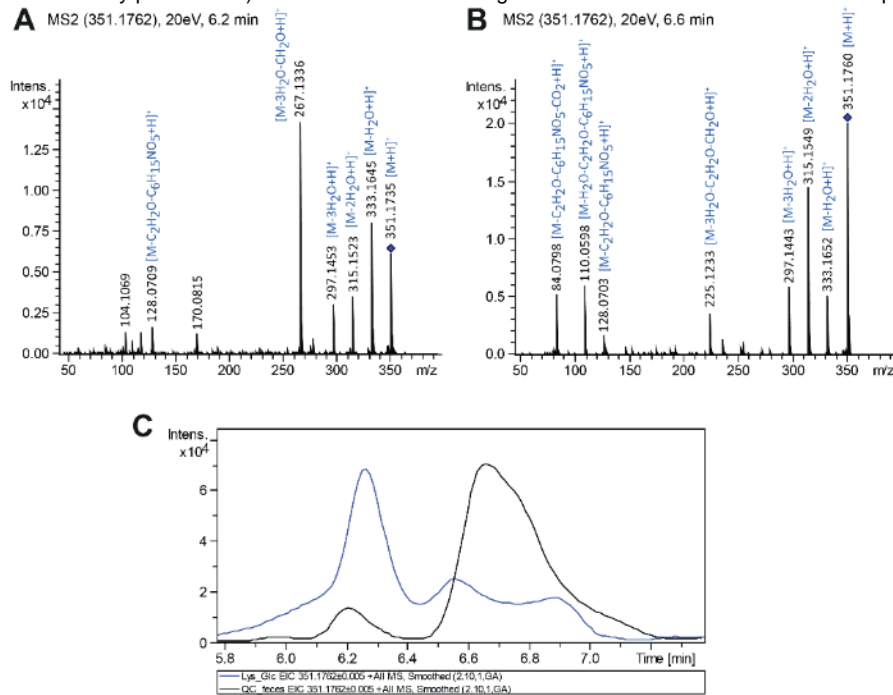 A MS2 (351.1762), 20eV, 6.2 min
Intens.
x10⁴
1.25
1.00
0.75
0.50
0.25
0.00
104.1069
128.0709 [M-C₂H₂O-C₆H₁₅NO₅+H]⁺
170.0815
[M-3H₂O-CH₂O+H]⁺
267.1336
297.1453 [M-3H₂O+H]⁺
315.1523 [M-2H₂O+H]⁺
333.1645 [M-H₂O+H]⁺
351.1735 [M+H]⁺
50 100 150 200 250 300 350 m/z
B MS2 (351.1762), 20eV, 6.6 min
Intens.
x10⁴
2.0
1.5
1.0
0.5
0.0
84.0798 [M-C₂H₂O-C₆H₁₅NO₅-CO₂+H]⁺
110.0598 [M-H₂O-C₂H₂O-C₆H₁₅NO₅+H]⁺
128.0703 [M-C₂H₂O-C₆H₁₅NO₅+H]⁺
225.1233 [M-3H₂O-C₂H₂O-CH₂O+H]⁺
297.1443 [M-3H₂O+H]⁺
315.1549 [M-2H₂O+H]⁺
333.1652 [M-H₂O+H]⁺
351.1760 [M+H]⁺
50 100 150 200 250 300 350 m/z
C
Intens.
x10⁴
6
4
2
0
5.8 6.0 6.2 6.4 6.6 6.8 7.0 Time [min]
Lys_Glc EIC 351.1762±0.005 +All MS, Smoothed (2.10,1,GA)
QC_feces EIC 351.1762±0.005 +All MS, Smoothed (2.10,1,GA)